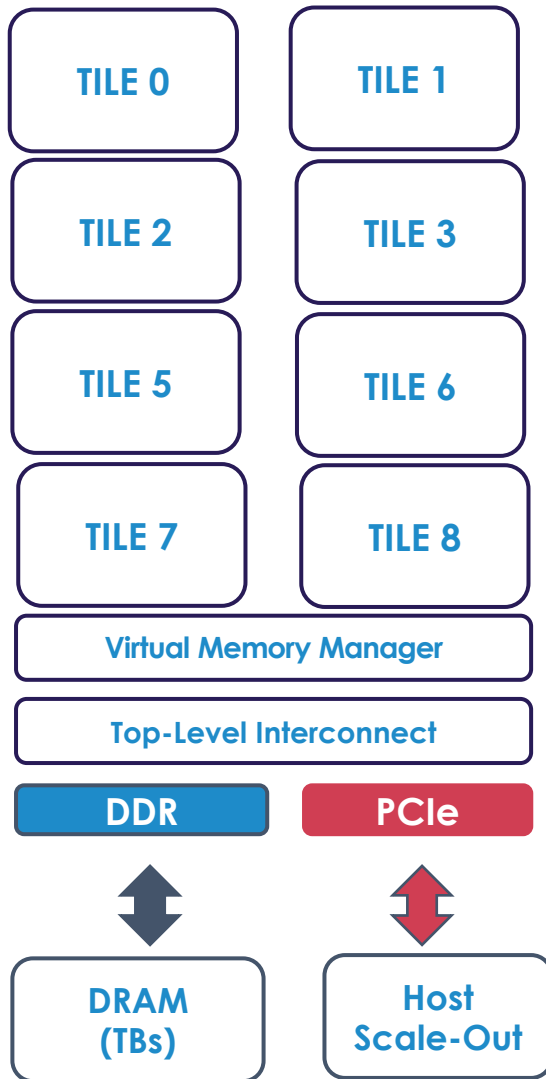 TILE 0
TILE 1
TILE 2
TILE 3
TILE 5
TILE 6
TILE 7
TILE 8
Virtual Memory Manager
Top-Level Interconnect
DDR
PCIe
DRAM
(TBs)
Host
Scale-Out